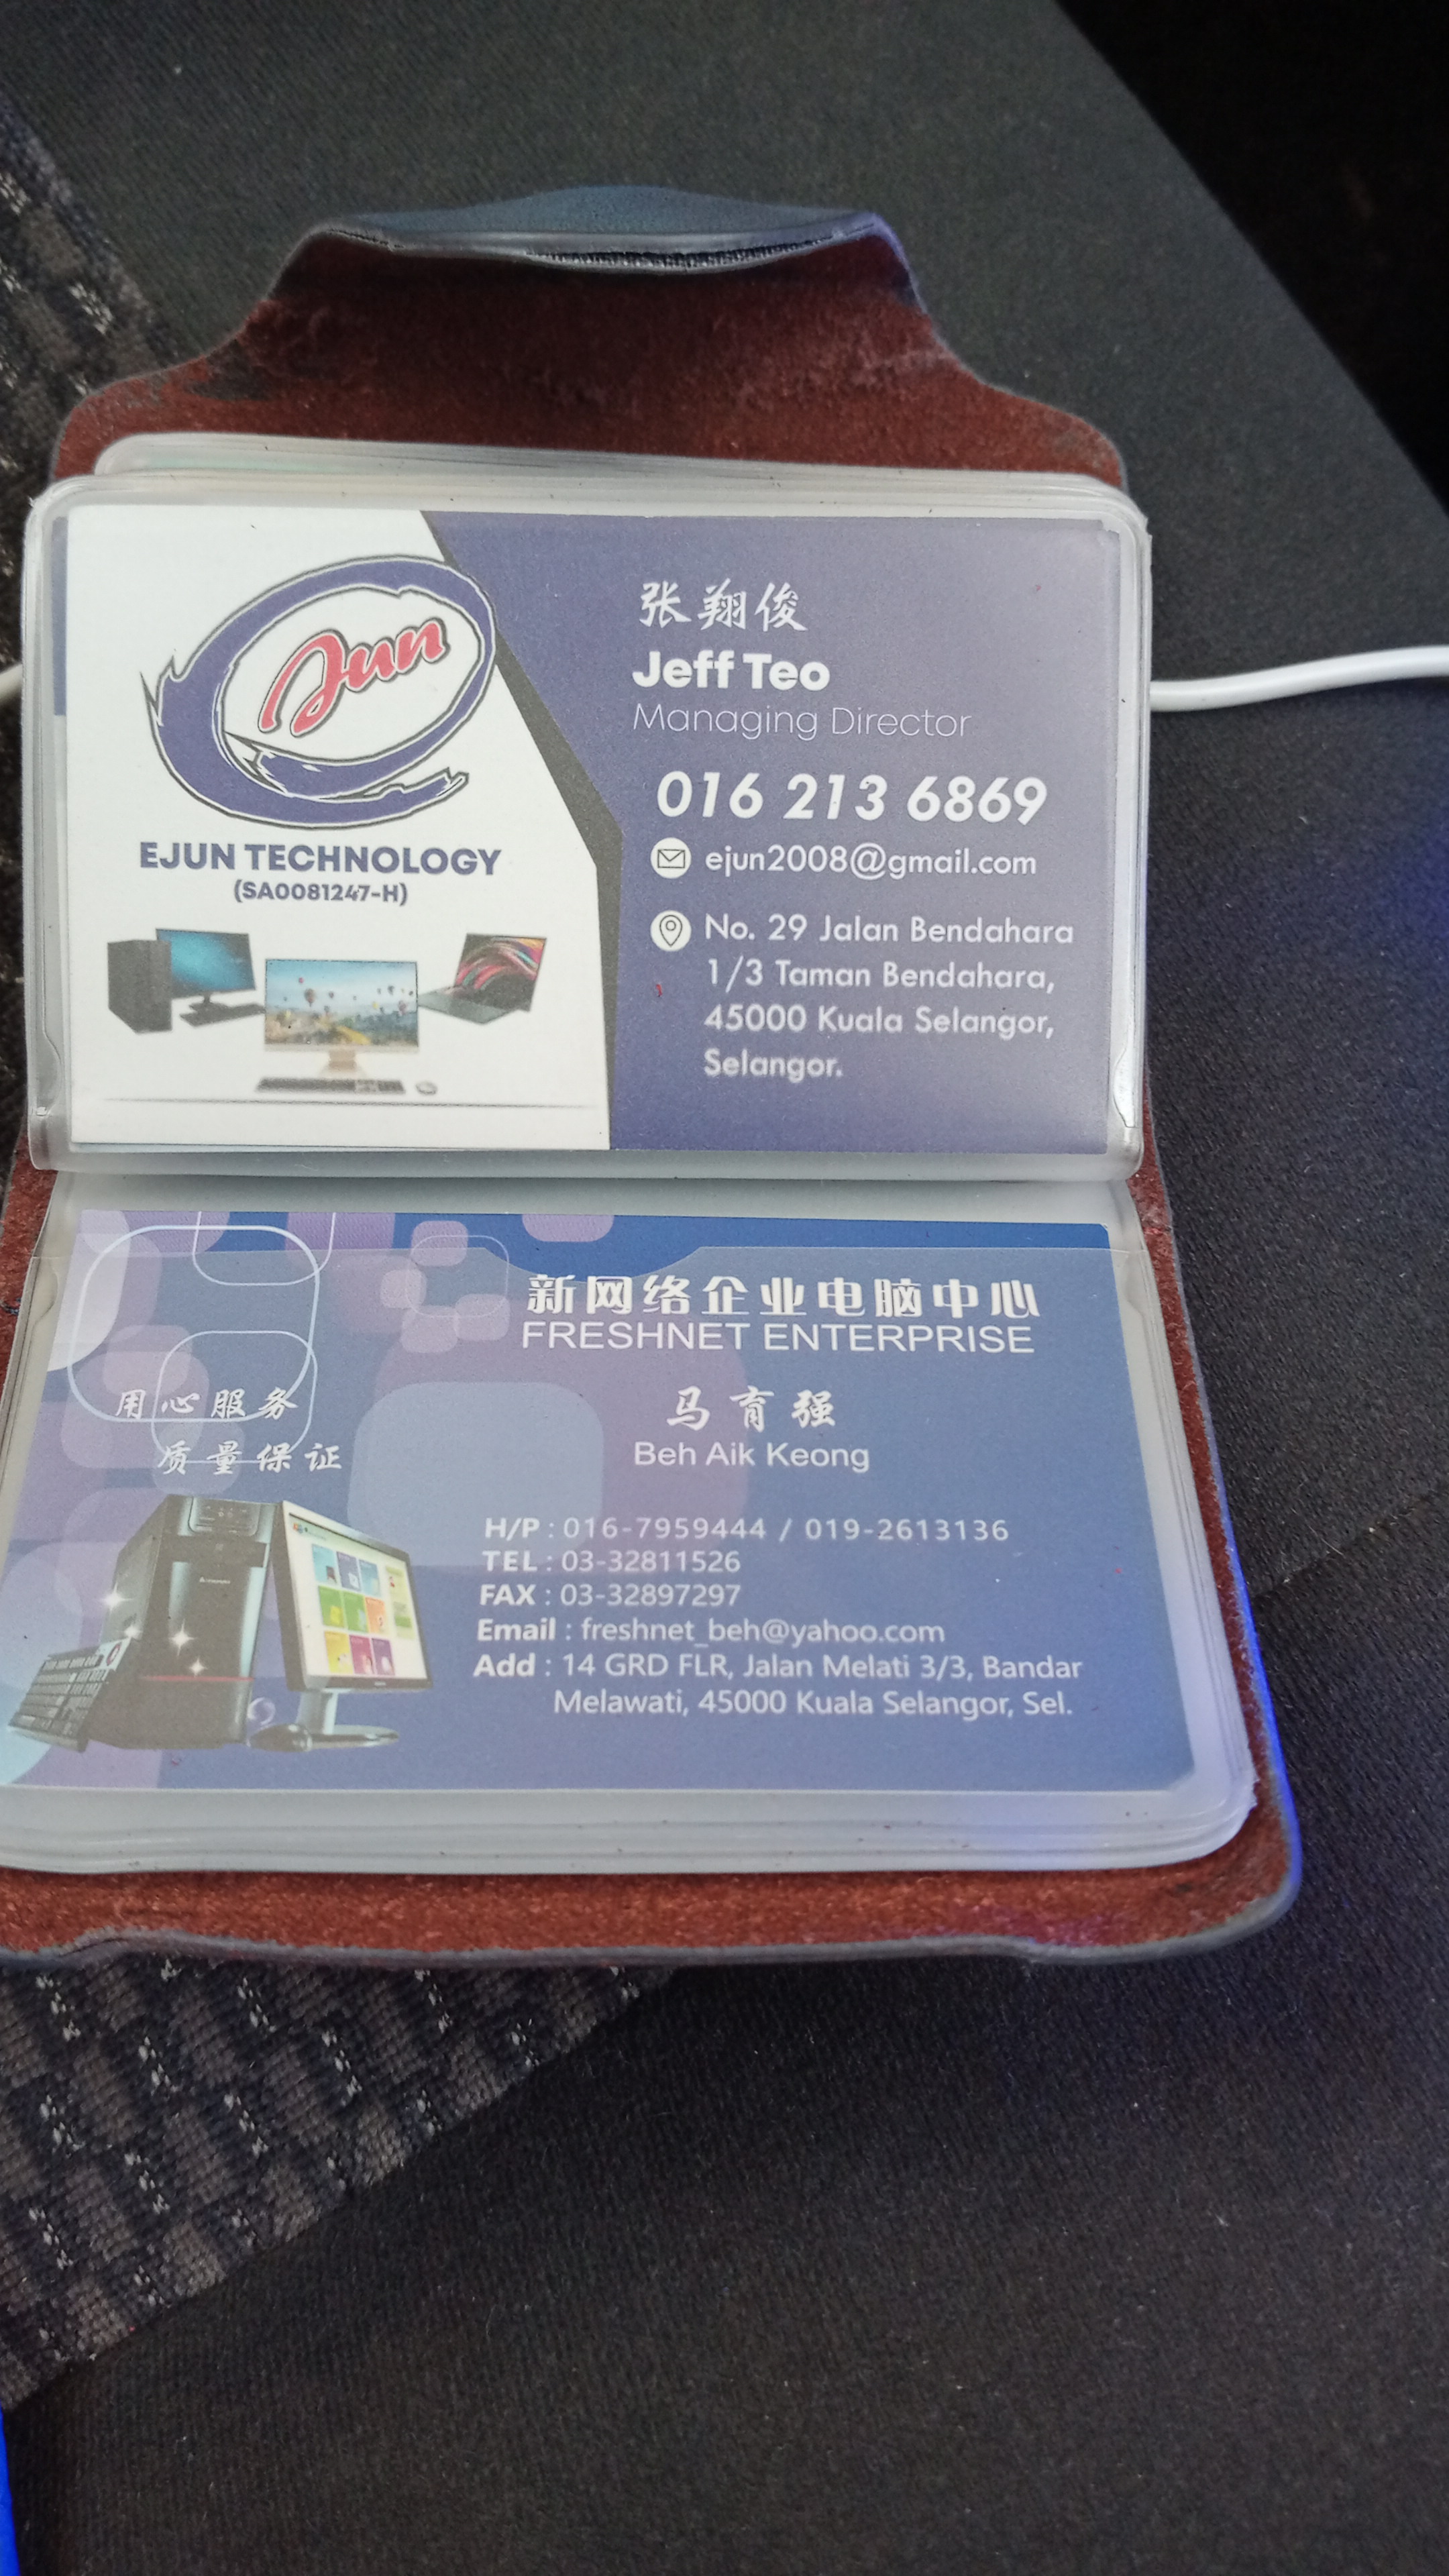 Jun
EJUN TECHNOLOGY
(SA0081247-H)
张翔俊
Jeff Teo
Managing Director
016 213 6869
ejun2008@gmail.com
No. 29 Jalan Bendahara
1/3 Taman Bendahara,
45000 Kuala Selangor,
Selangor.
新网络企业电脑中心
FRESHNET ENTERPRISE
用心服务
质量保证
马育强
Beh Aik Keong
H/P : 016-7959444 / 019-2613136
TEL : 03-32811526
FAX : 03-32897297
Email : freshnet_beh@yahoo.com
Add : 14 GRD FLR, Jalan Melati 3/3, Bandar
Melawati, 45000 Kuala Selangor, Sel.